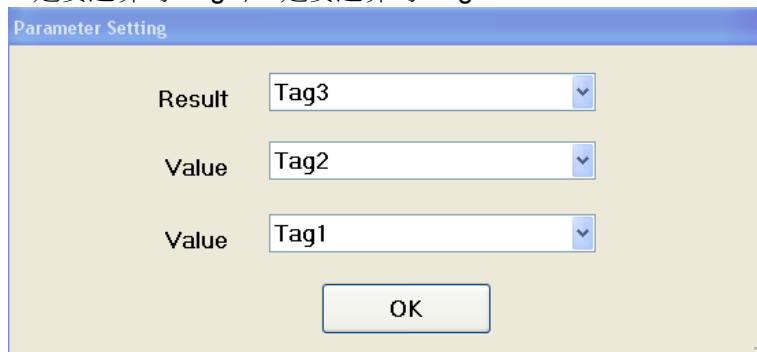 Parameter Setting
Result Tag3
Value Tag2
Value Tag1
OK